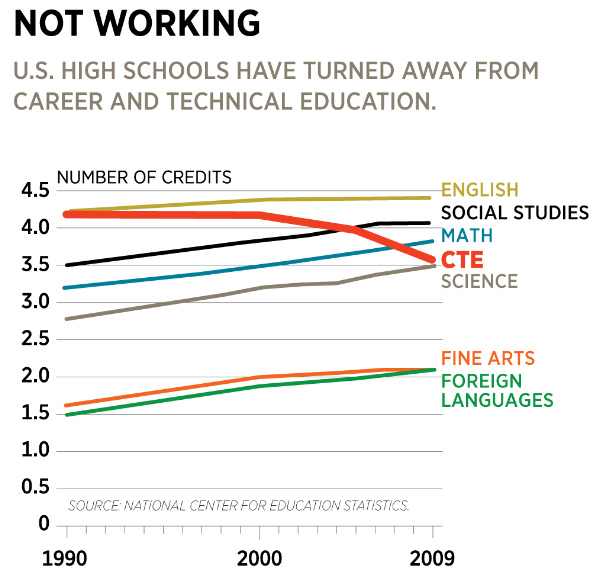 NOT WORKING
U.S. HIGH SCHOOLS HAVE TURNED AWAY FROM
CAREER AND TECHNICAL EDUCATION.
NUMBER OF CREDITS
4.5
4.0
3.5
3.0
2.5
2.0
1.5
1.0
0.5
0
ENGLISH
SOCIAL STUDIES
MATH
CTE
SCIENCE
FINE ARTS
FOREIGN
LANGUAGES
SOURCE: NATIONAL CENTER FOR EDUCATION STATISTICS.
1990
2000
2009